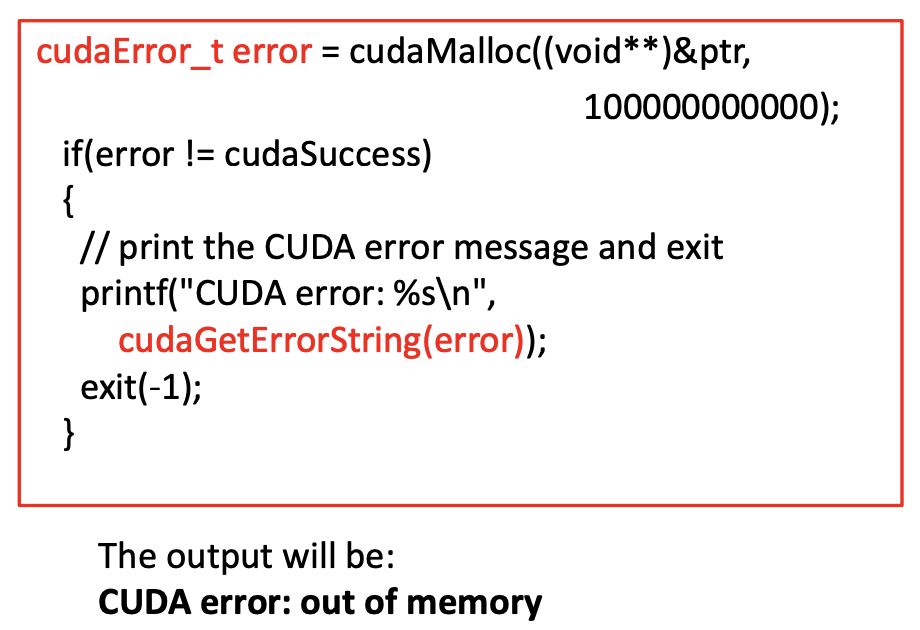 cudaError_t error = cudaMalloc((void**)&ptr,
100000000000);
if(error != cudaSuccess)
{
// print the CUDA error message and exit
printf("CUDA error: %s\n",
cudaGetErrorString(error));
exit(-1);
}
The output will be:
CUDA error: out of memory